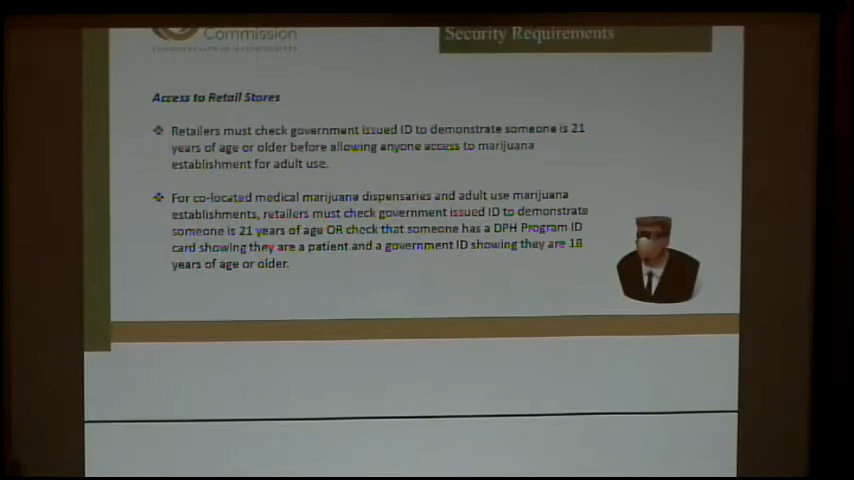 Commission
Security Requirements
Access to Retail Stores
Retailers must check government issued ID to demonstrate someone is 21
years of age or older before allowing anyone access to marijuana
establishment for adult use.
For co-located medical marijuana dispensaries and adult use marijuana
establishments, retailers must check government issued ID to demonstrate
someone is 21 years of age OR check that someone has a DPH Program ID
card showing they are a patient and a government ID showing they are 18
years of age or older.